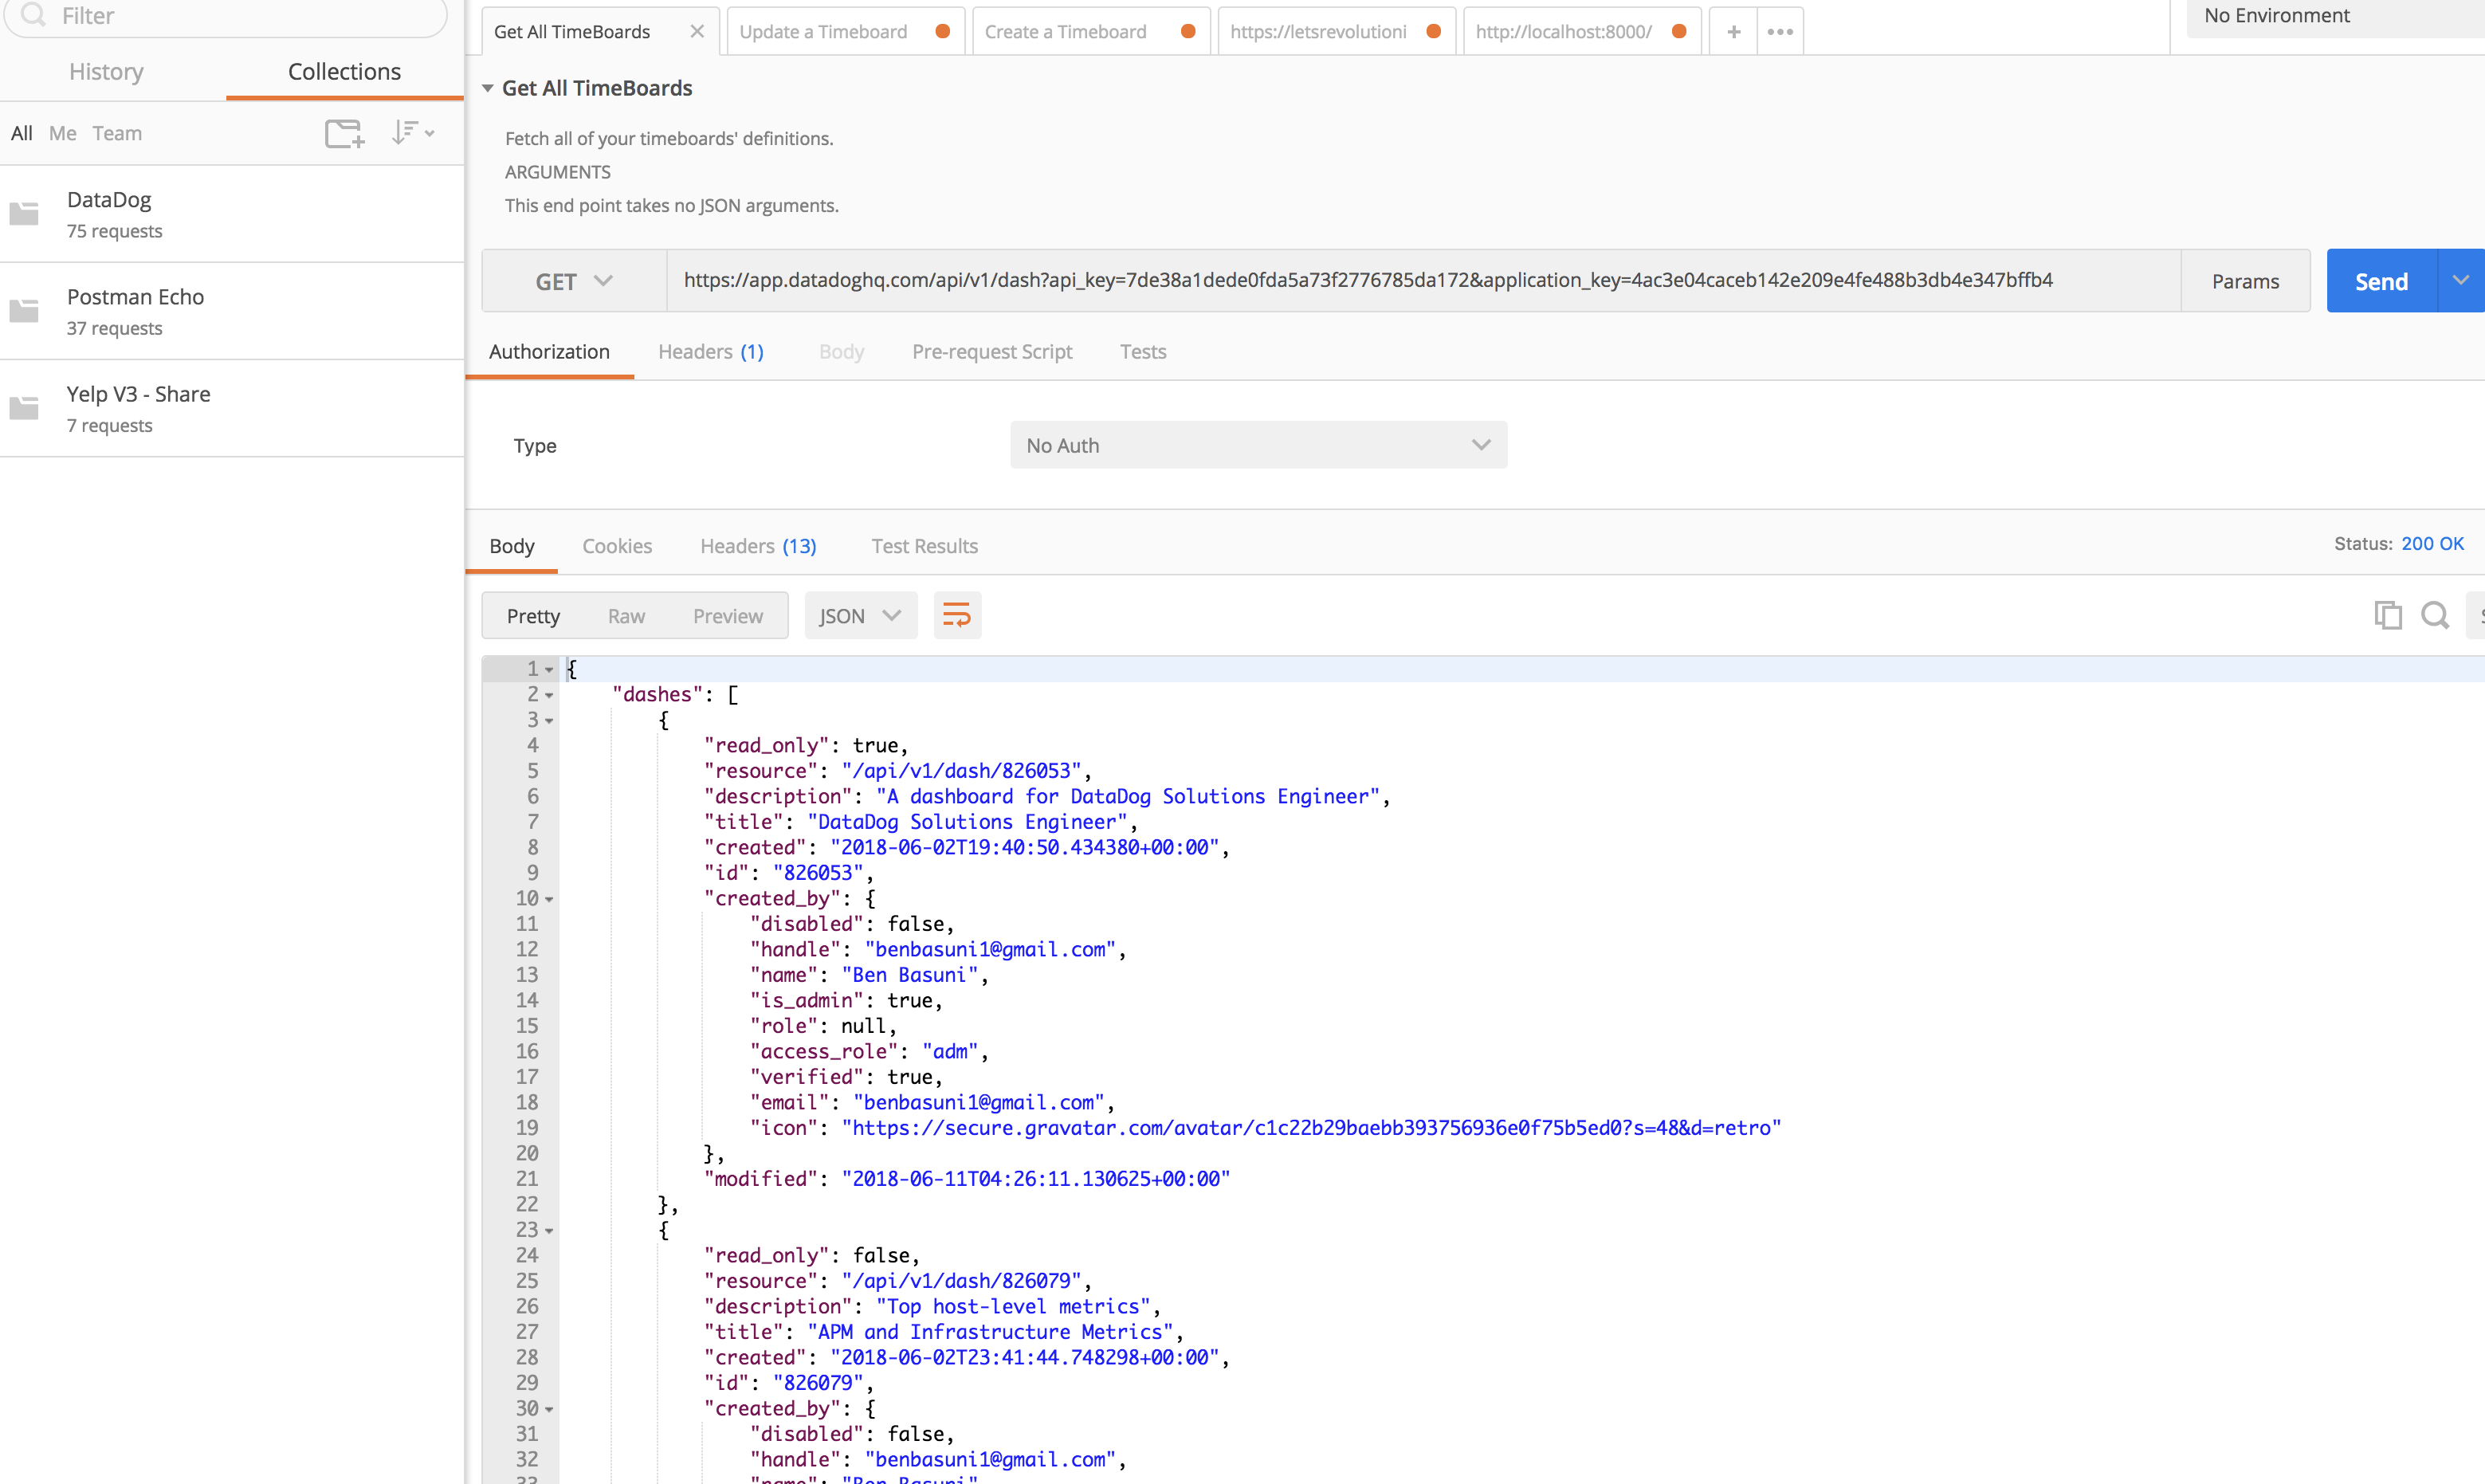 Filter
History Collections
All Me Team
DataDog
75 requests
Postman Echo
37 requests
Yelp V3 - Share
7 requests
Get All TimeBoards Update a Timeboard Create a Timeboard https://letsrevolutioni http://localhost:8000/ No Environment
Get All TimeBoards
Fetch all of your timeboards' definitions.
ARGUMENTS
This end point takes no JSON arguments.
GET https://app.datadoghq.com/api/v1/dash?api_key=7de38a1dede0fda5a73f2776785da172&application_key=4ac3e04caceb142e209e4fe488b3db4e347bffb4 Params Send
Authorization Headers (1) Body Pre-request Script Tests
Type No Auth
Body Cookies Headers (13) Test Results Status: 200 OK
Pretty Raw Preview JSON
1 {
2 "dashes": [
3 {
4 "read_only": true,
5 "resource": "/api/v1/dash/826053",
6 "description": "A dashboard for DataDog Solutions Engineer",
7 "title": "DataDog Solutions Engineer",
8 "created": "2018-06-02T19:40:50.434380+00:00",
9 "id": "826053",
10 "created_by": {
11 "disabled": false,
12 "handle": "benbasuni1@gmail.com",
13 "name": "Ben Basuni",
14 "is_admin": true,
15 "role": null,
16 "access_role": "adm",
17 "verified": true,
18 "email": "benbasuni1@gmail.com",
19 "icon": "https://secure.gravatar.com/avatar/c1c22b29baebb393756936e0f75b5ed0?s=48&d=retro"
20 },
21 "modified": "2018-06-11T04:26:11.130625+00:00"
22 },
23 {
24 "read_only": false,
25 "resource": "/api/v1/dash/826079",
26 "description": "Top host-level metrics",
27 "title": "APM and Infrastructure Metrics",
28 "created": "2018-06-02T23:41:44.748298+00:00",
29 "id": "826079",
30 "created_by": {
31 "disabled": false,
32 "handle": "benbasuni1@gmail.com",
33 "name": "Ben Basuni"